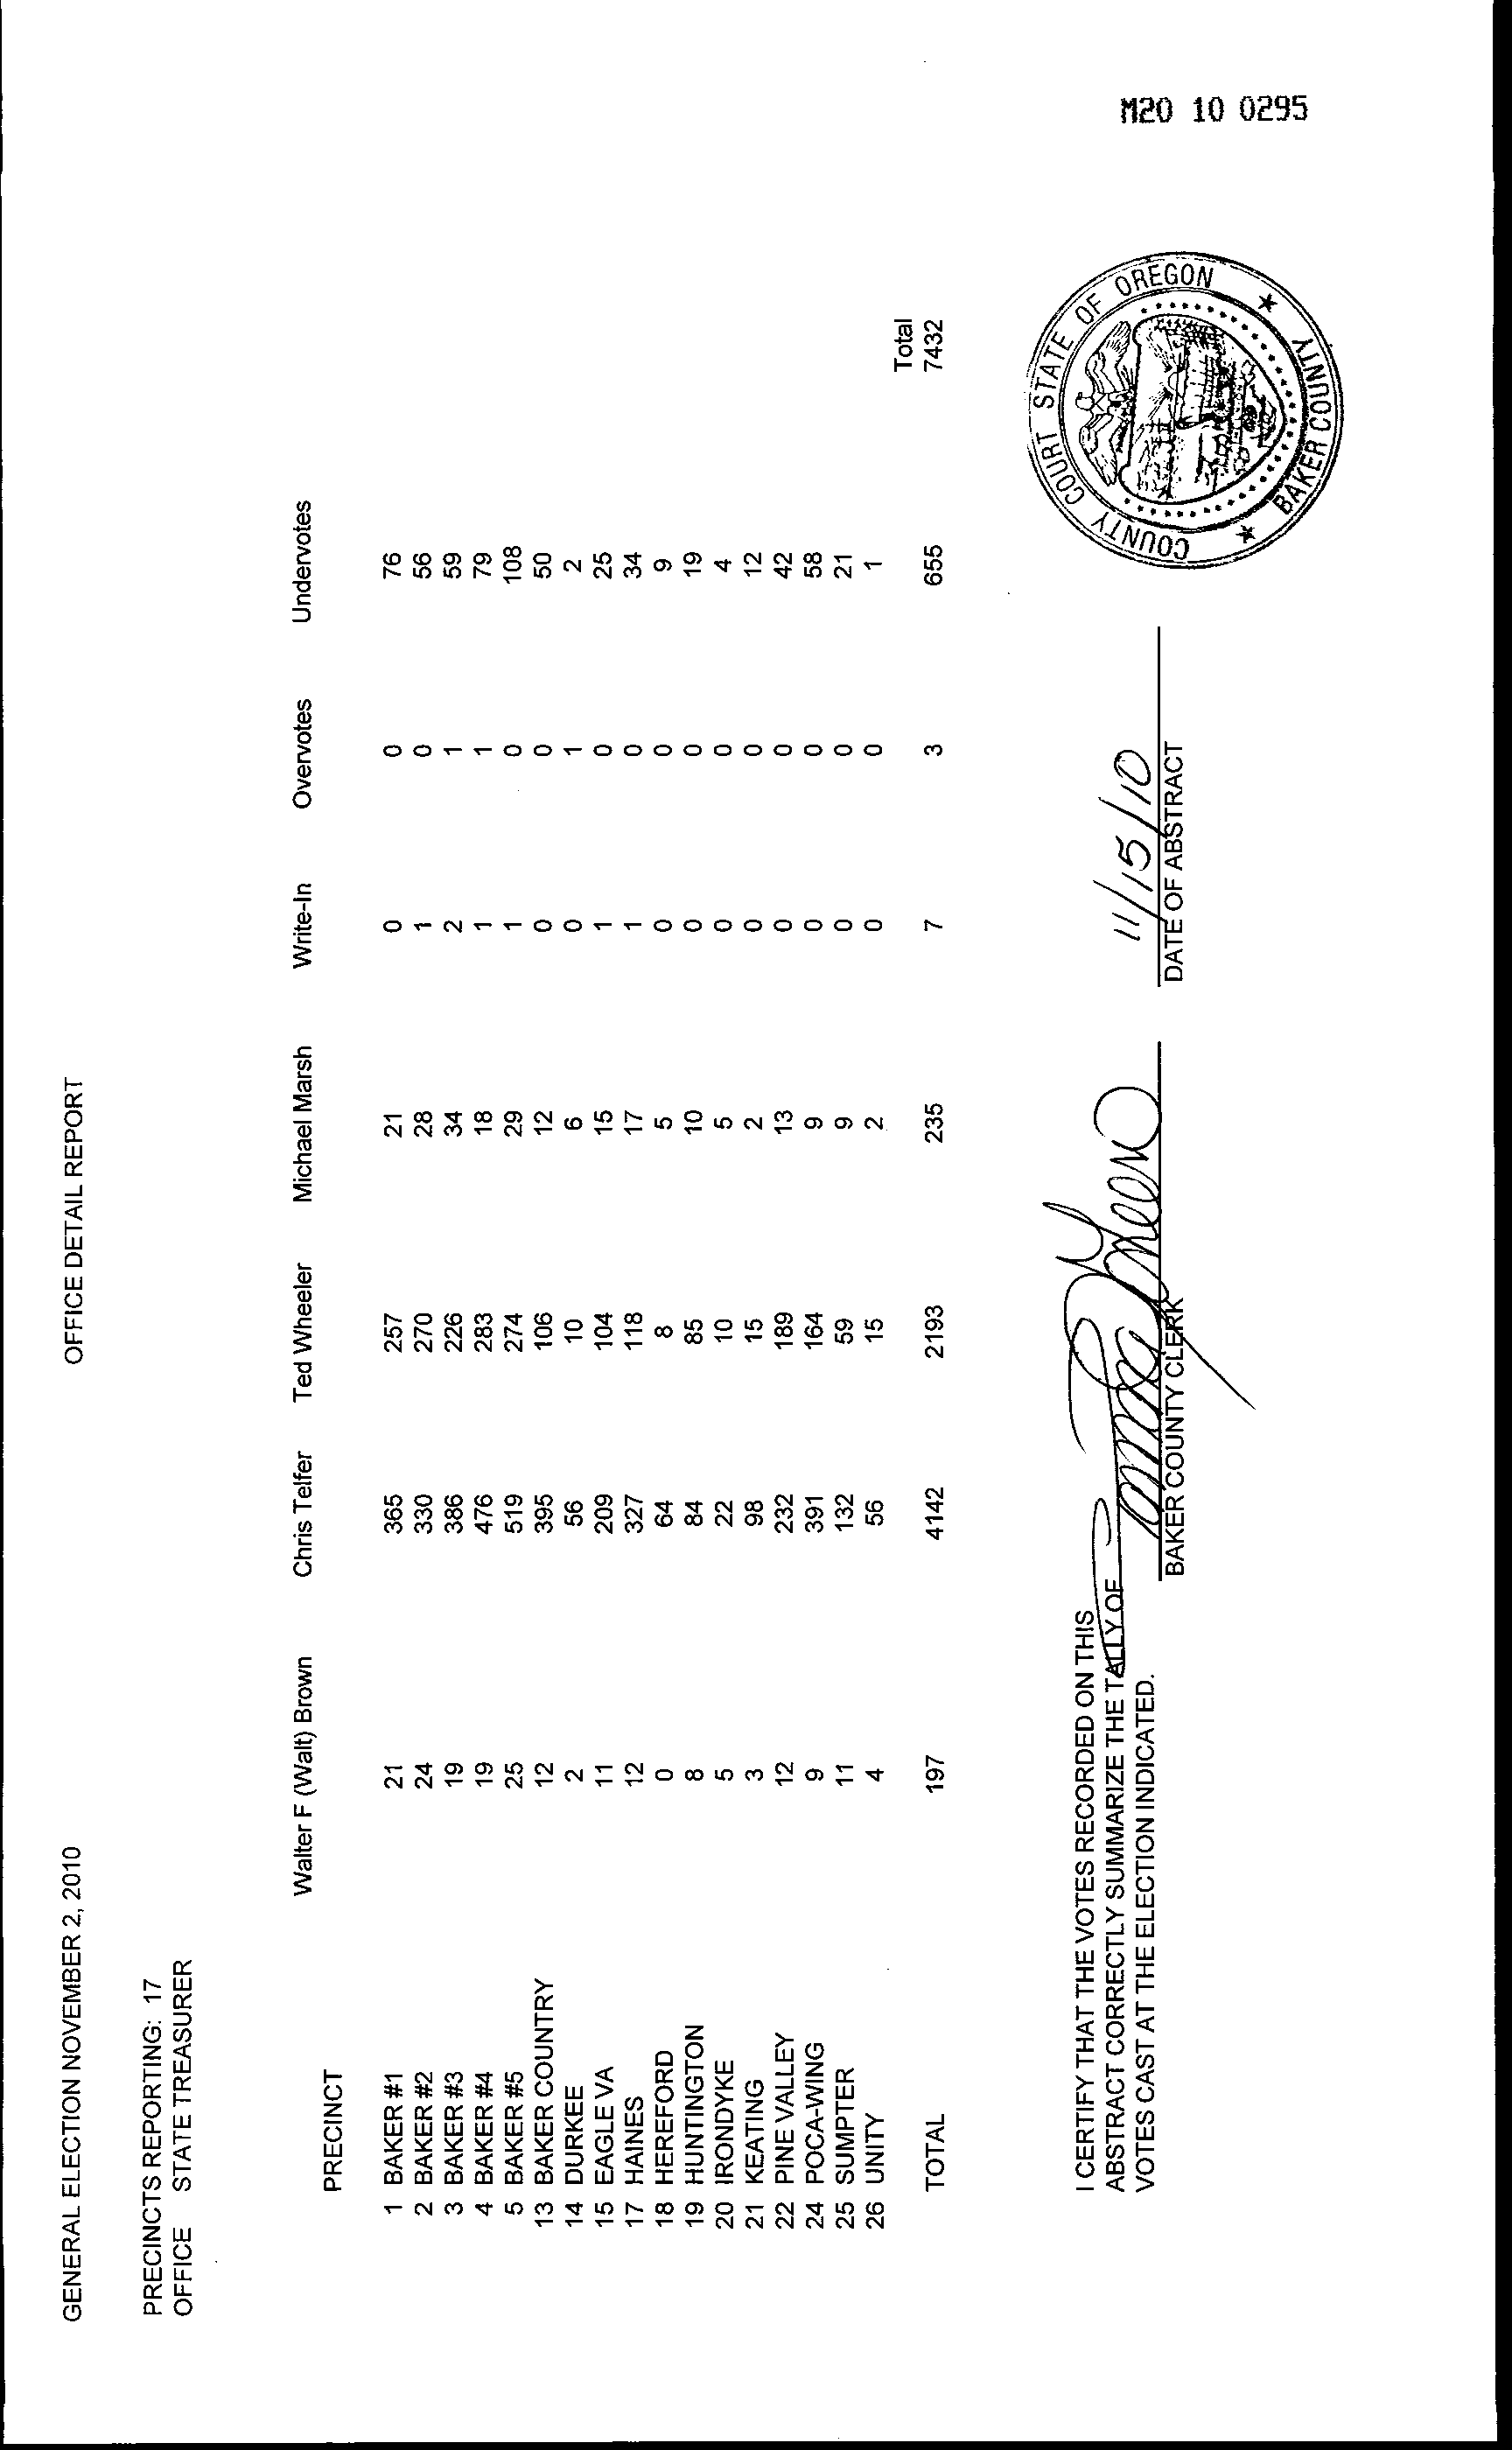 GENERAL ELECTION NOVEMBER 2, 2010 OFFICE DETAIL REPORT
PRECINCTS REPORTING: 17
OFFICE STATE TREASURER
Walter F (Walt) Brown Chris Telfer Ted Wheeler Michael Marsh Write-In Overvotes Undervotes
PRECINCT
1 BAKER #1 21 365 257 21 0 0 76
2 BAKER #2 24 330 270 28 1 0 56
3 BAKER #3 19 386 226 34 2 1 59
4 BAKER #4 19 476 283 18 1 1 79
5 BAKER #5 25 519 274 29 1 0 108
13 BAKER COUNTRY 12 395 106 12 0 0 50
14 DURKEE 2 56 10 6 0 1 2
15 EAGLE VA 11 209 104 15 1 0 25
17 HAINES 12 327 118 17 1 0 34
18 HEREFORD 0 64 8 5 0 0 9
19 HUNTINGTON 8 84 85 10 0 0 19
20 IRONDYKE 5 22 10 5 0 0 4
21 KEATING 3 98 15 2 0 0 12
22 PINE VALLEY 12 232 189 13 0 0 42
24 POCA-WING 9 391 164 9 0 0 58
25 SUMPTER 11 132 59 9 0 0 21
26 UNITY 4 56 15 2 0 0 1
Total
TOTAL 197 4142 2193 235 7 3 655 7432
I CERTIFY THAT THE VOTES RECORDED ON THIS
ABSTRACT CORRECTLY SUMMARIZE THE TALLY OF
VOTES CAST AT THE ELECTION INDICATED.
11/15/10
BAKER COUNTY CLERK DATE OF ABSTRACT
COUNTY COURT STATE OF OREGON
BAKER COUNTY
M20 10 0295